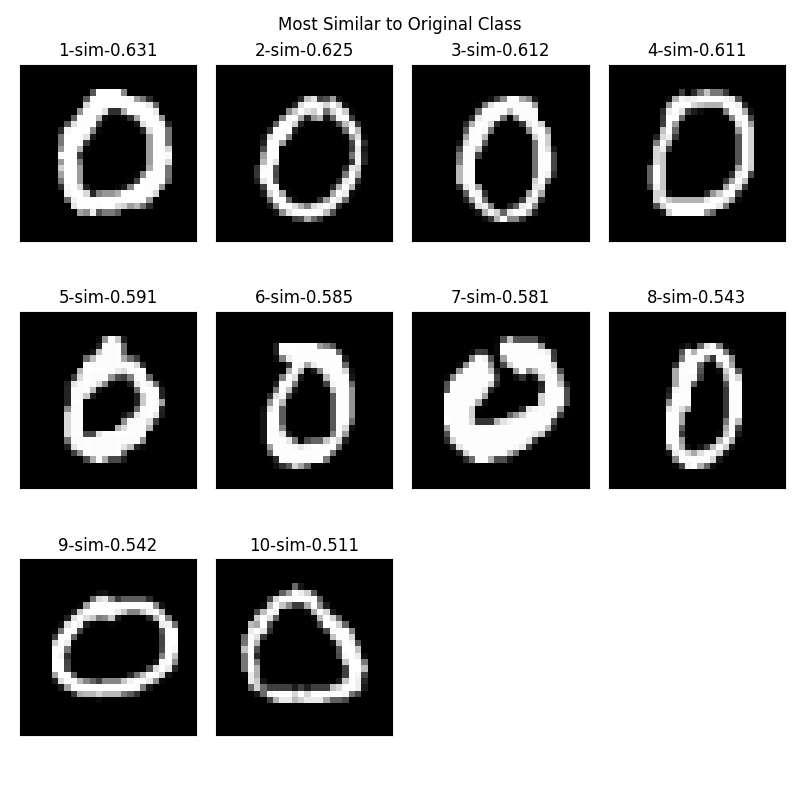 Most Similar to Original Class
1-sim-0.631 2-sim-0.625 3-sim-0.612 4-sim-0.611
5-sim-0.591 6-sim-0.585 7-sim-0.581 8-sim-0.543
9-sim-0.542 10-sim-0.511